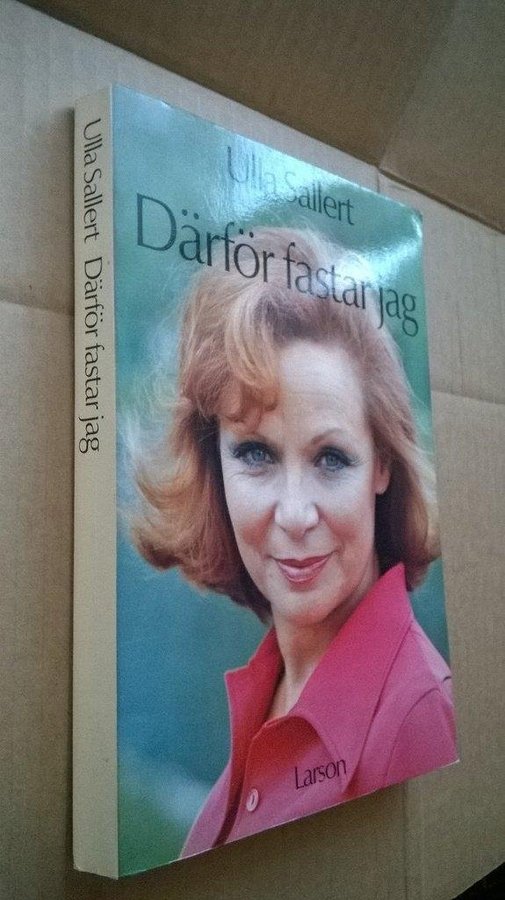 Ulla Sallert Därför fastar jag
Ulla Sallert
Därför fastar jag
Larson